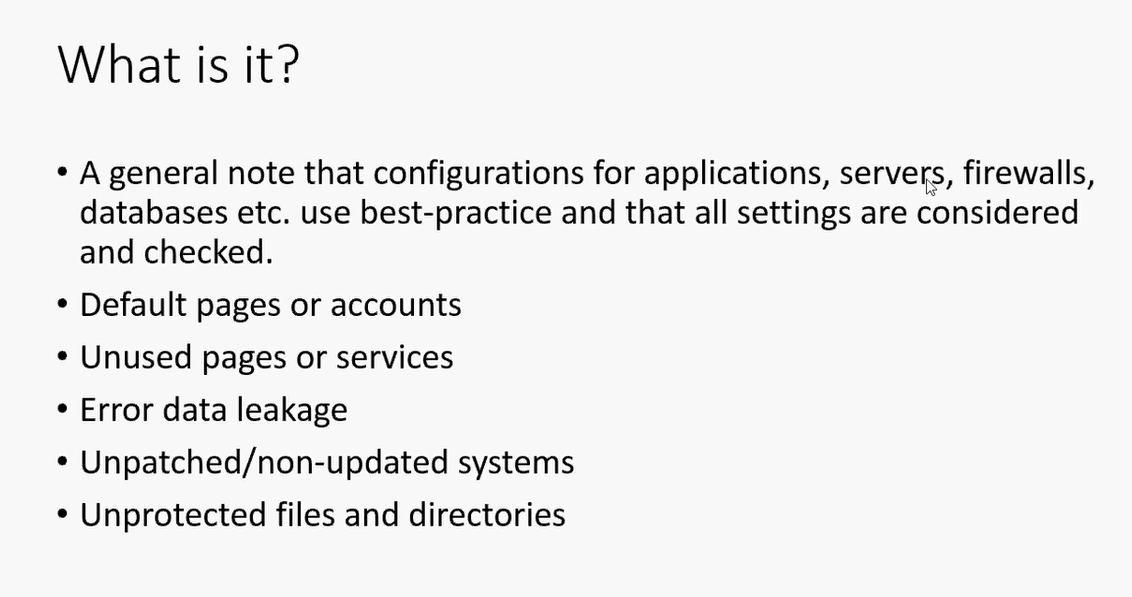 What is it?
• A general note that configurations for applications, servers, firewalls,
databases etc. use best-practice and that all settings are considered
and checked.
• Default pages or accounts
• Unused pages or services
• Error data leakage
• Unpatched/non-updated systems
• Unprotected files and directories